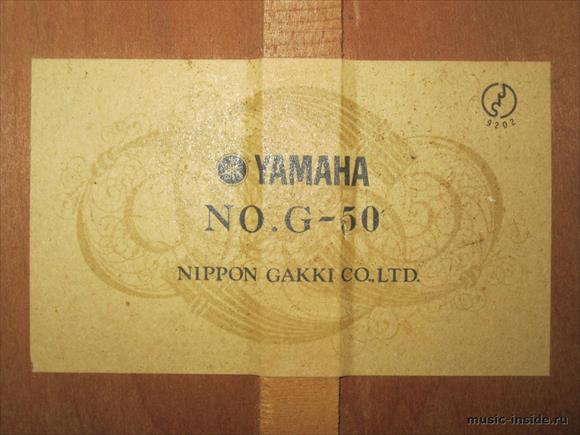 9202
YAMAHA
NO.G-50
NIPPON GAKKI CO.,LTD.
music-inside.ru